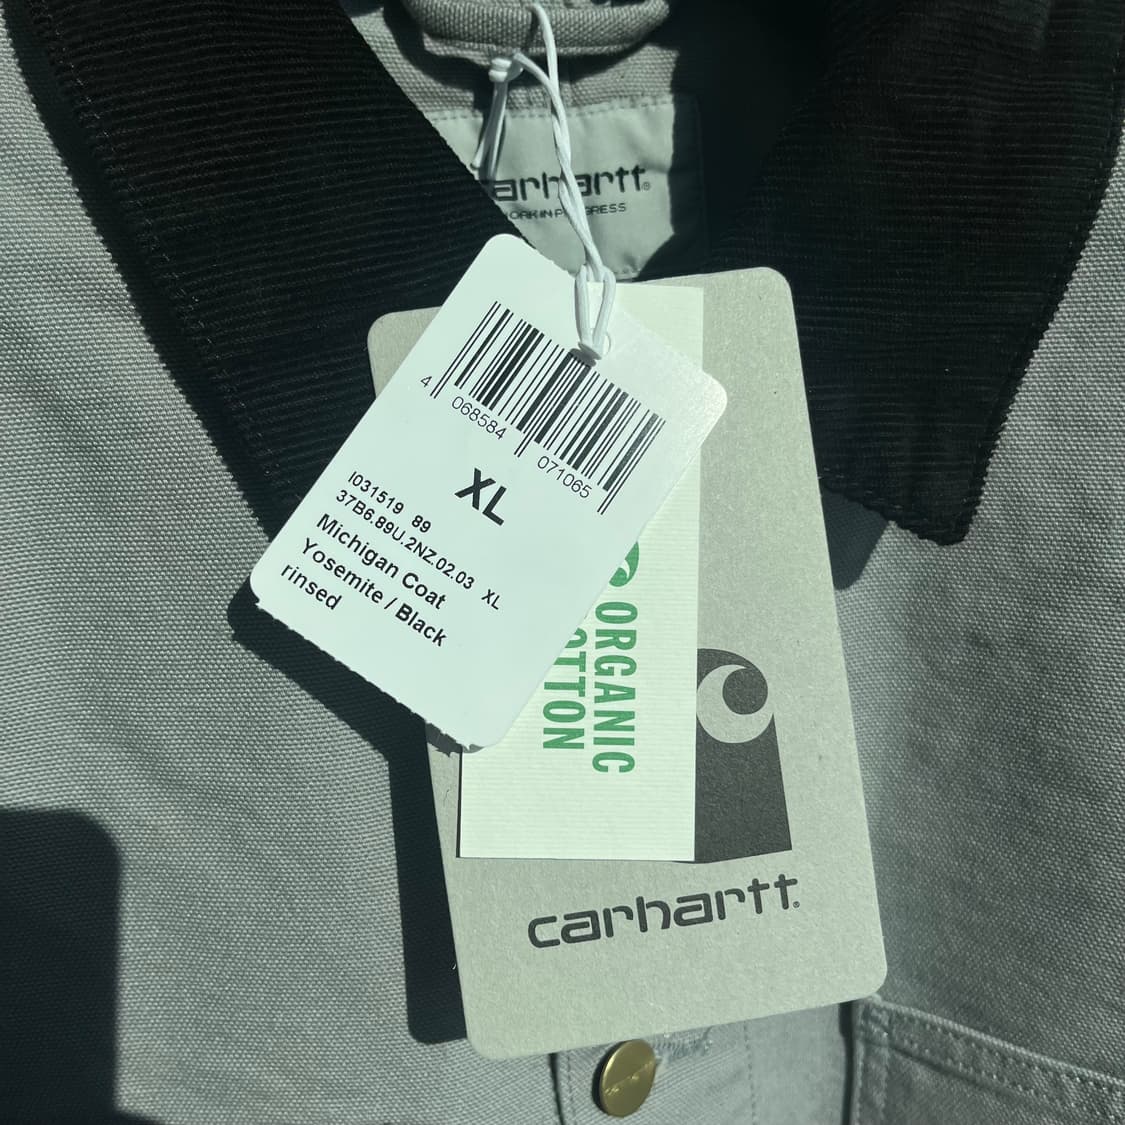 carhartt®
WORK IN PROGRESS
4 068584 071065
XL
I031519 89
37B6.89U.2NZ.02.03 XL
Michigan Coat
Yosemite / Black
rinsed
ORGANIC
COTTON
carhartt®